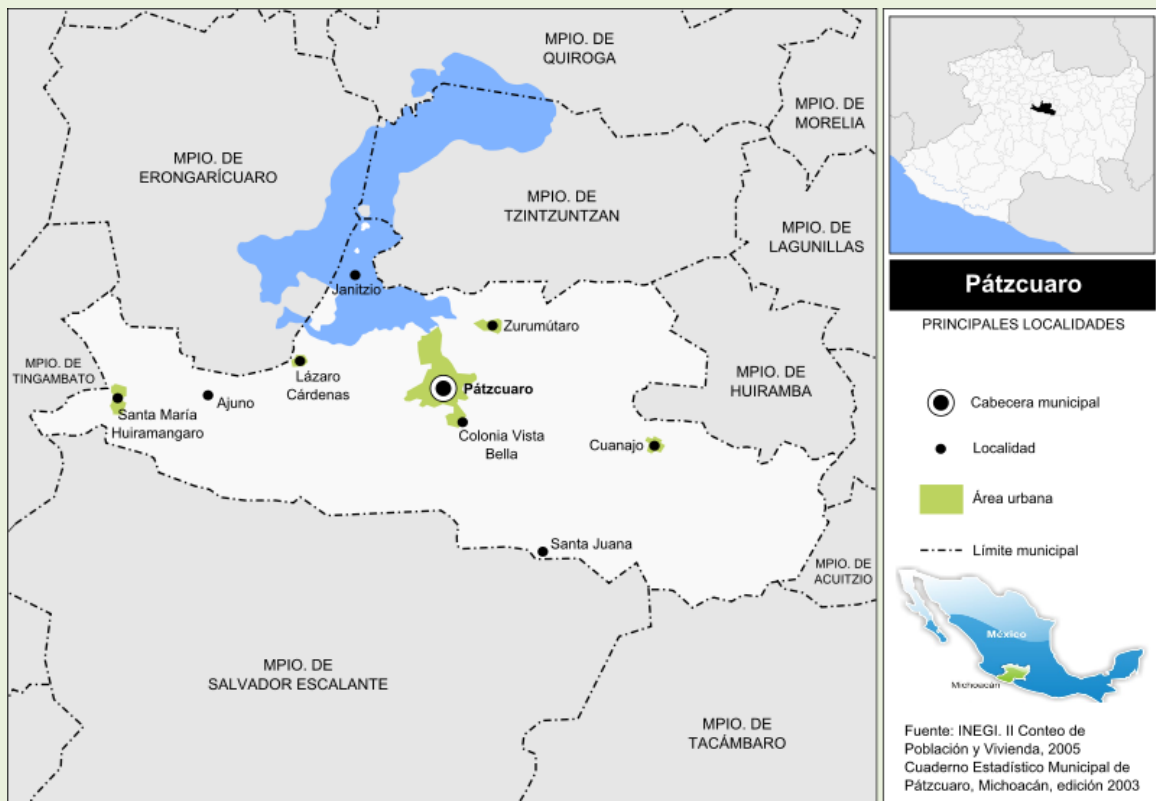 MPIO. DE
QUIROGA
MPIO. DE
MORELIA
MPIO. DE
ERONGARÍCUARO
MPIO. DE
TZINTZUNTZAN
MPIO. DE
LAGUNILLAS
Janitzio
Zurumútaro
MPIO. DE
TINGAMBATO
Lázaro
Cárdenas
MPIO. DE
HUIRAMBA
Pátzcuaro
Ajuno
Santa María
Huiramangaro
Colonia Vista
Bella
Cuanajo
Santa Juana
MPIO. DE
ACUITZIO
MPIO. DE
SALVADOR ESCALANTE
MPIO. DE
TACÁMBARO
Pátzcuaro
PRINCIPALES LOCALIDADES
Cabecera municipal
Localidad
Área urbana
Límite municipal
México
Michoacán
Fuente: INEGI. II Conteo de
Población y Vivienda, 2005
Cuaderno Estadístico Municipal de
Pátzcuaro, Michoacán, edición 2003